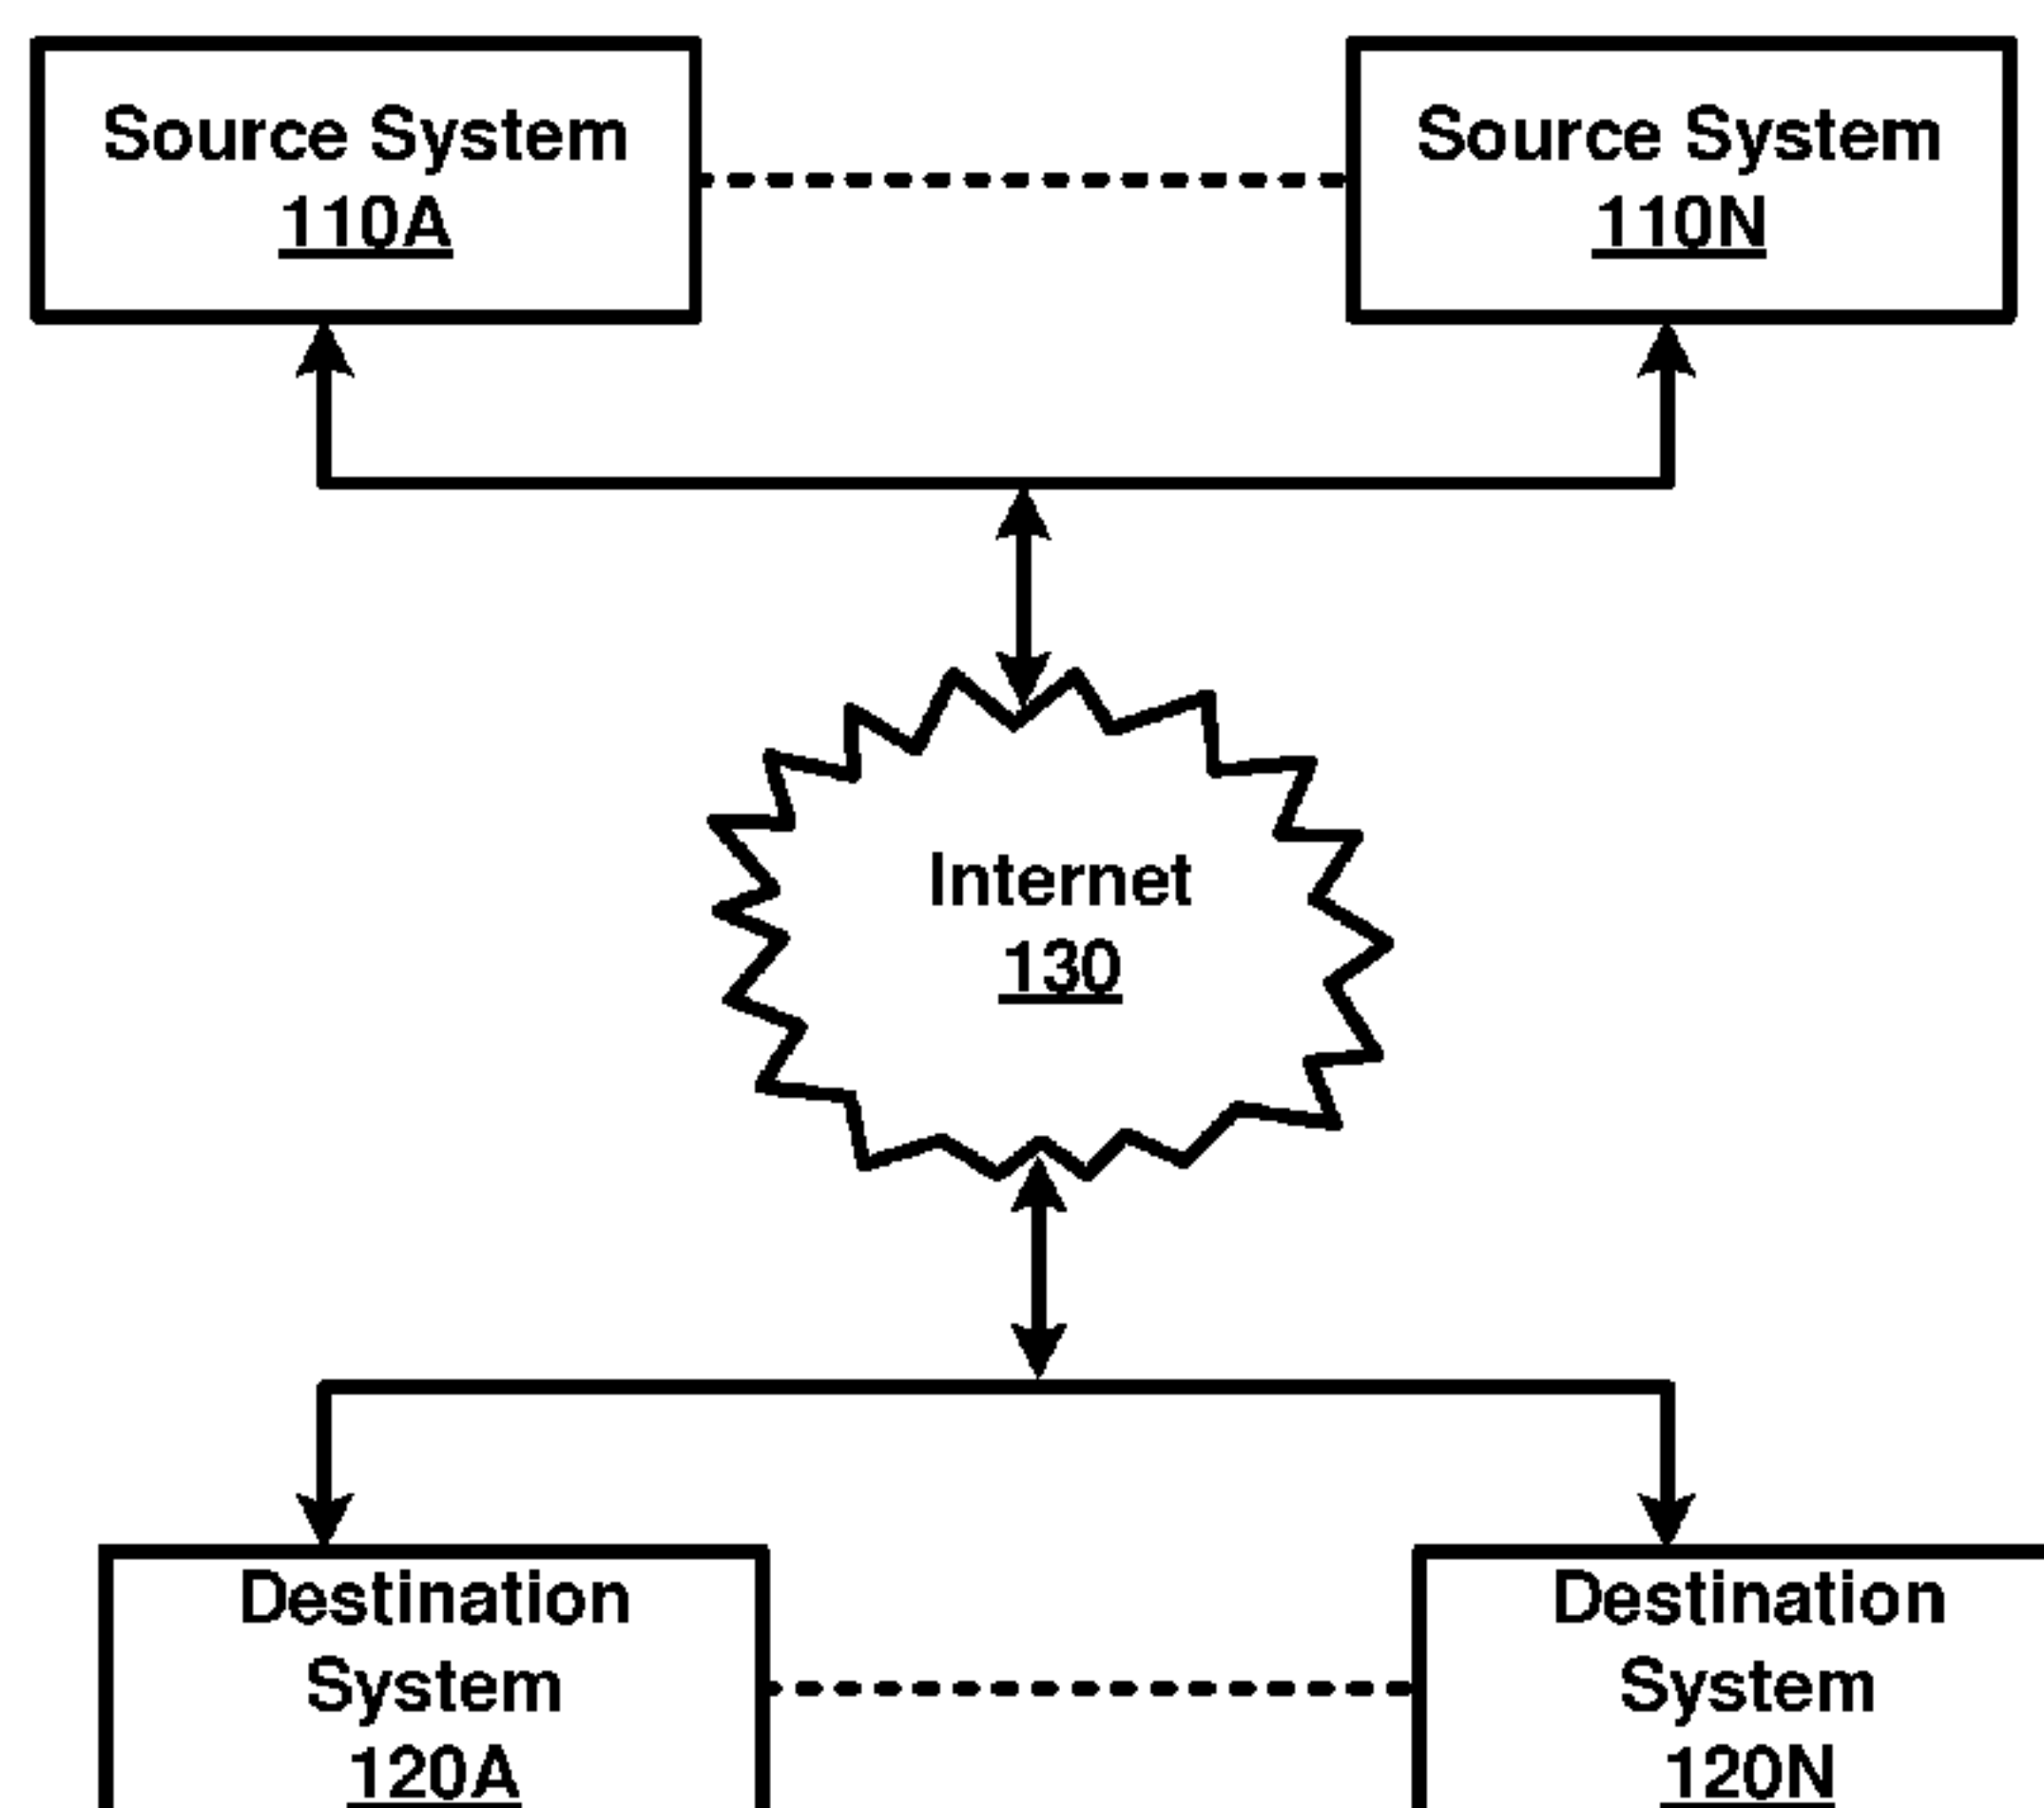 Source System
110A
Source System
110N
Internet
130
Destination
System
120A
Destination
System
120N